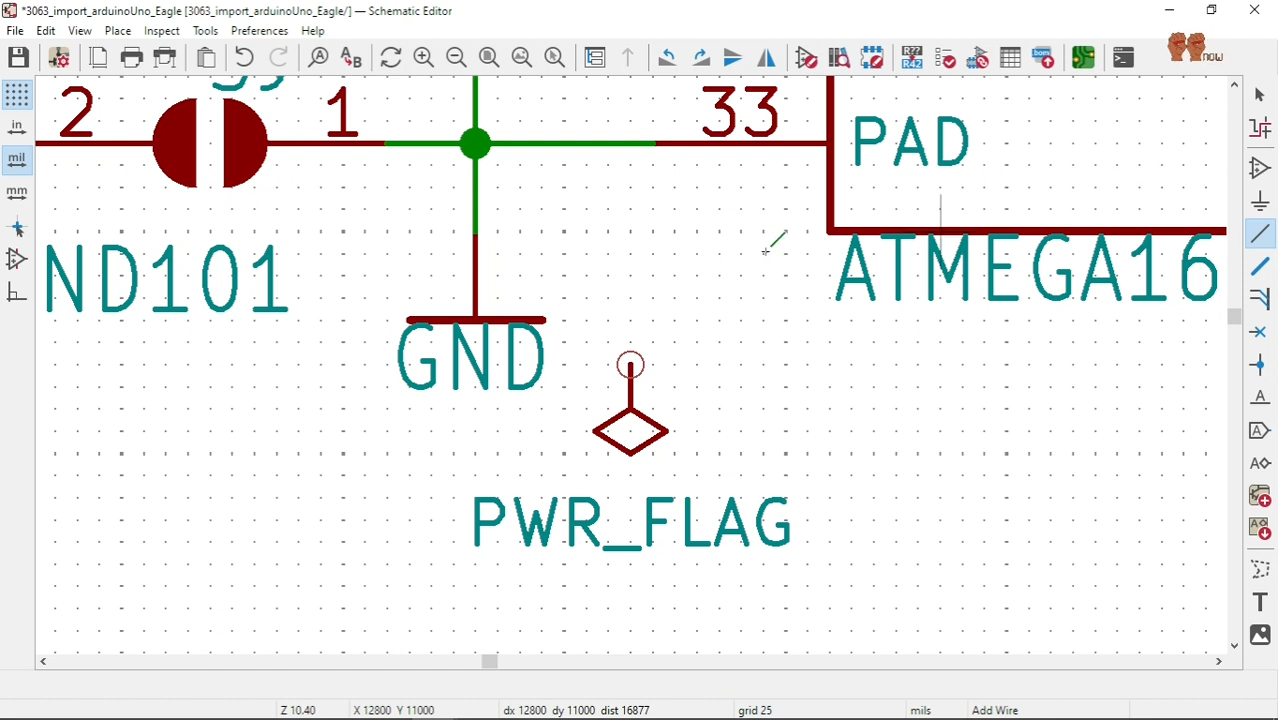 *3063_import_arduinoUno_Eagle [3063_import_arduinoUno_Eagle/] — Schematic Editor
File Edit View Place Inspect Tools Preferences Help
now
in
mil
mm
2
1
33
PAD
ND101
GND
ATMEGA16
PWR_FLAG
Z 10.40 X 12800 Y 11000 dx 12800 dy 11000 dist 16877 grid 25 mils Add Wire